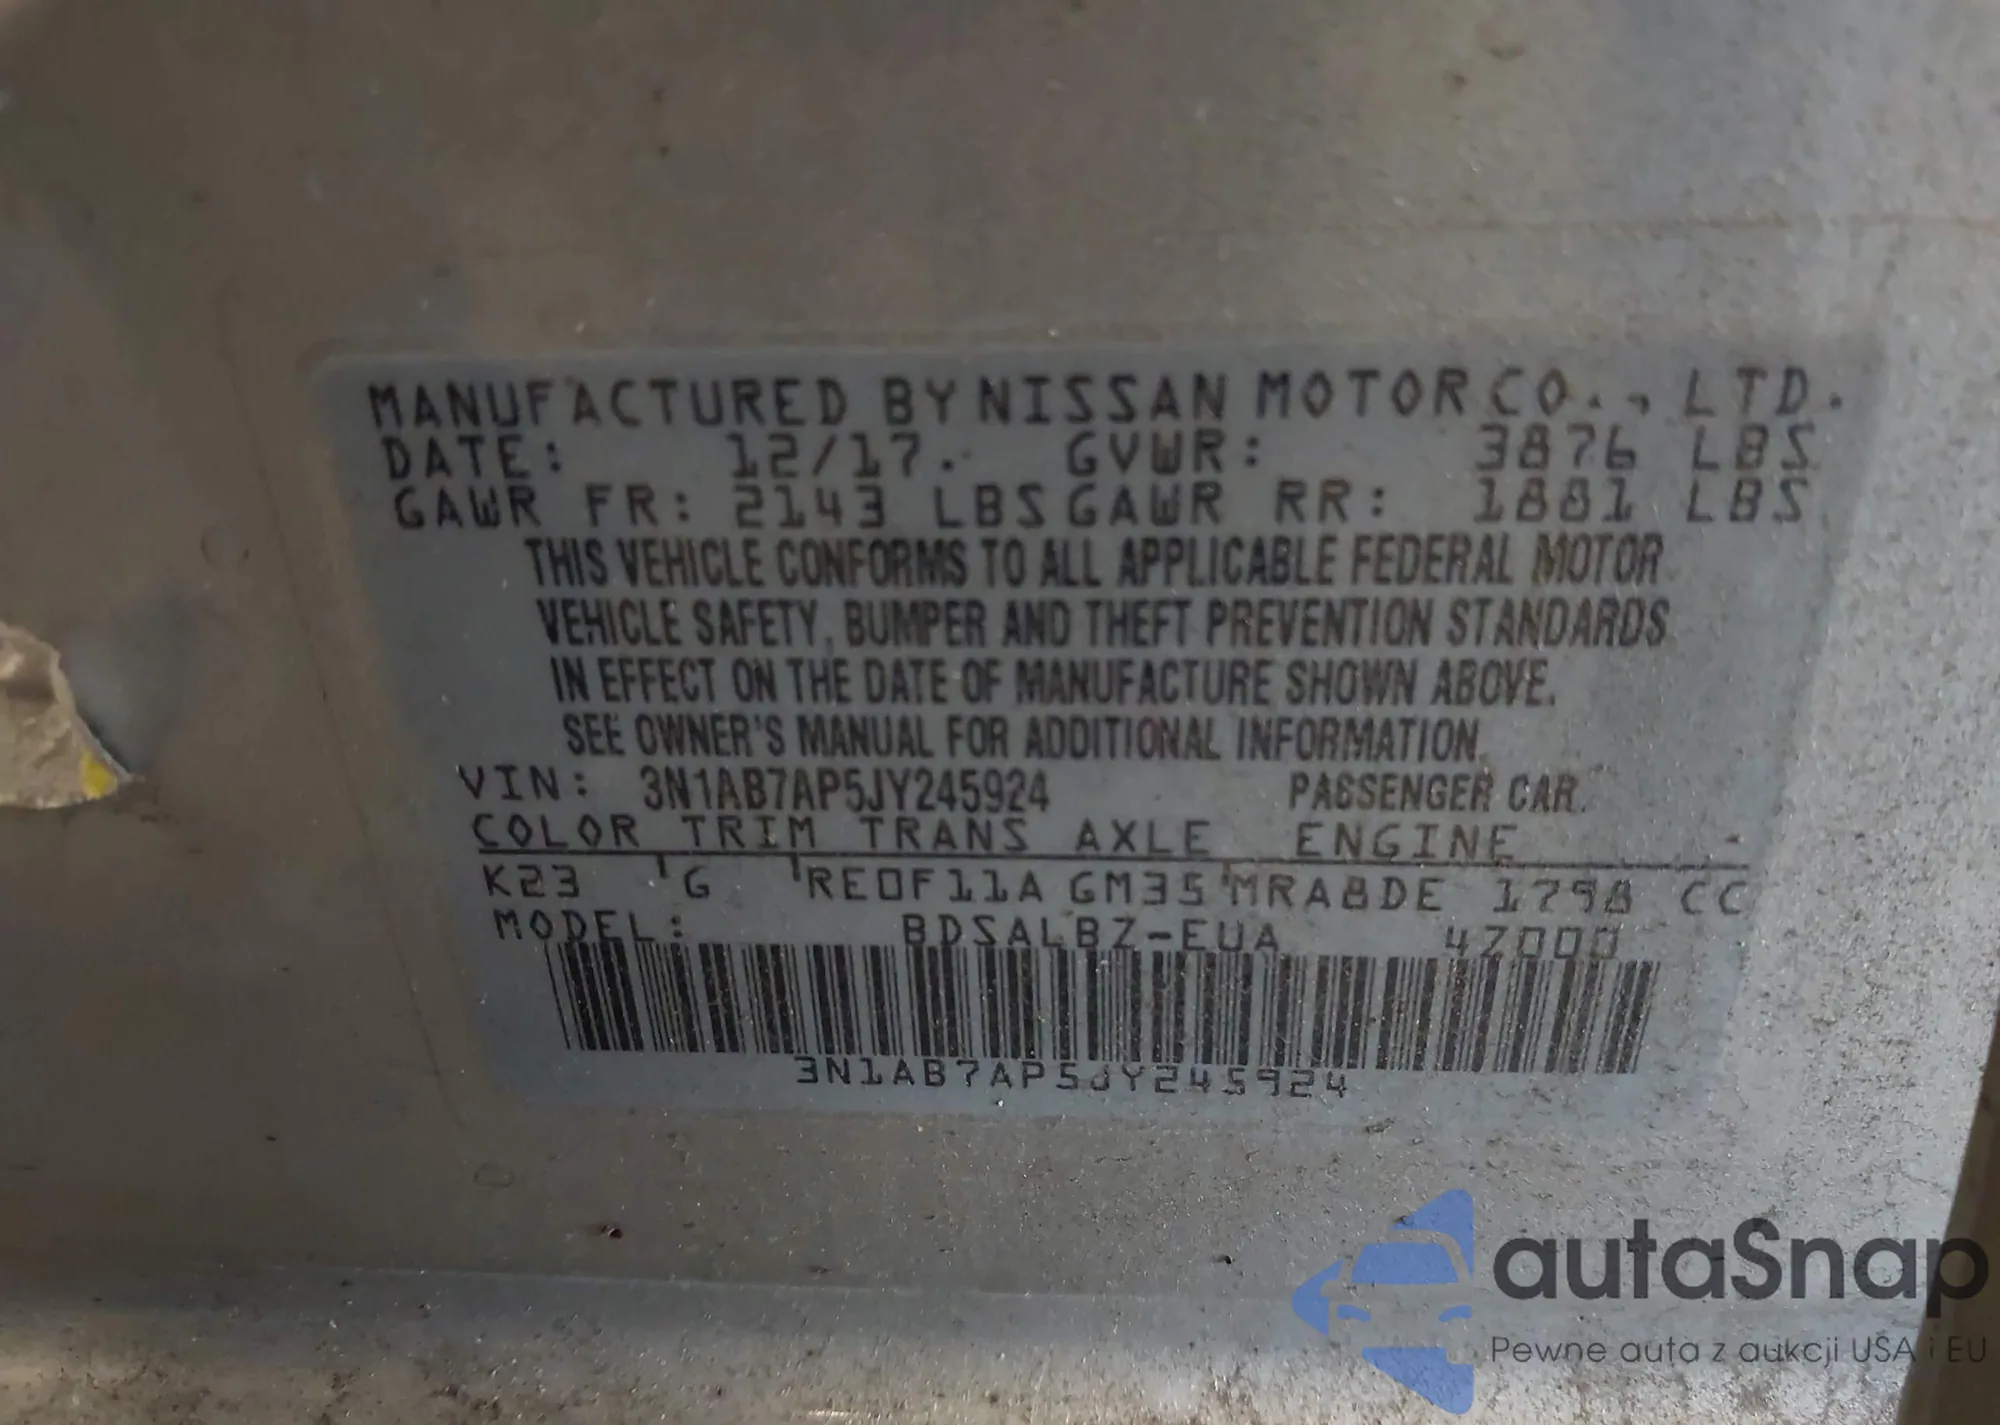 MANUFACTURED BY NISSAN MOTOR CO., LTD.
DATE: 12/17. GVWR: 3876 LBS
GAWR FR: 2143 LBS GAWR RR: 1881 LBS
THIS VEHICLE CONFORMS TO ALL APPLICABLE FEDERAL MOTOR
VEHICLE SAFETY, BUMPER AND THEFT PREVENTION STANDARDS
IN EFFECT ON THE DATE OF MANUFACTURE SHOWN ABOVE.
SEE OWNER'S MANUAL FOR ADDITIONAL INFORMATION.
VIN: 3N1AB7AP5JY245924 PASSENGER CAR
COLOR TRIM TRANS AXLE ENGINE
K23 G RE0F11A GM35 MRA8DE 1798 CC
MODEL: BDSALBZ-EUA 4Z000
3N1AB7AP5JY245924
autaSnap
Pewne auta z aukcji USA i EU